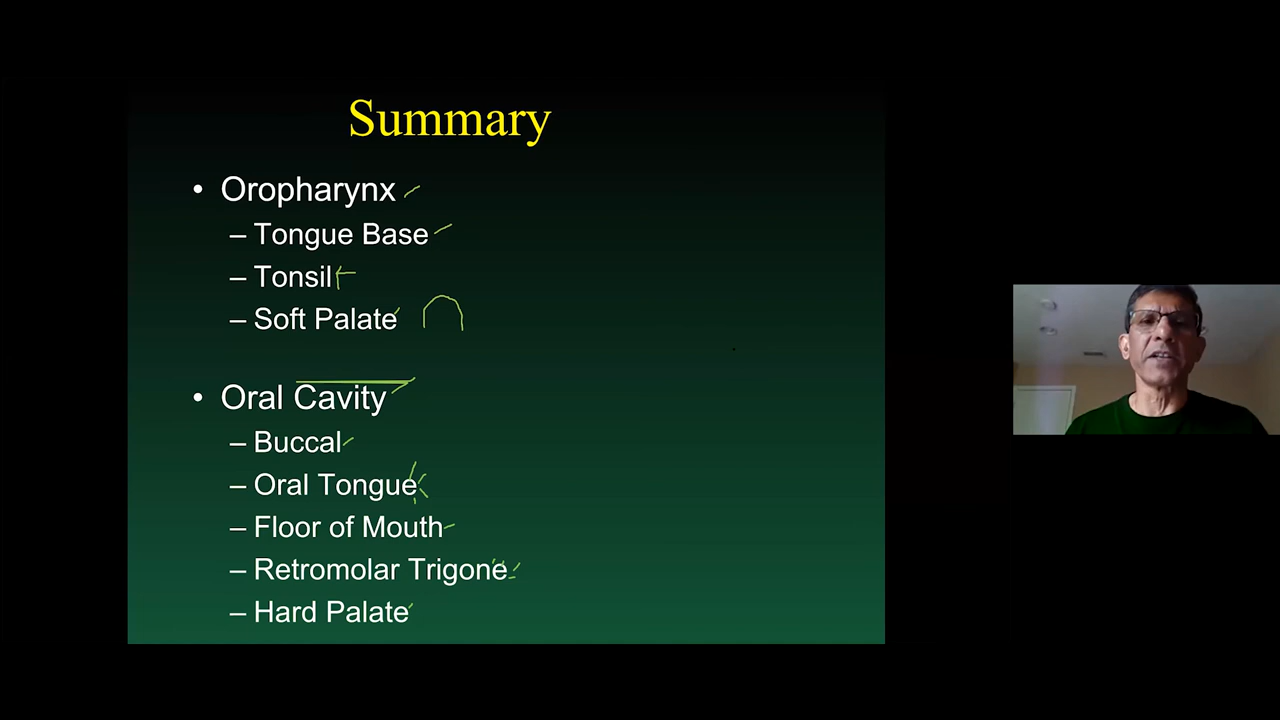 Summary
• Oropharynx
– Tongue Base
– Tonsil
– Soft Palate
• Oral Cavity
– Buccal
– Oral Tongue
– Floor of Mouth
– Retromolar Trigone
– Hard Palate